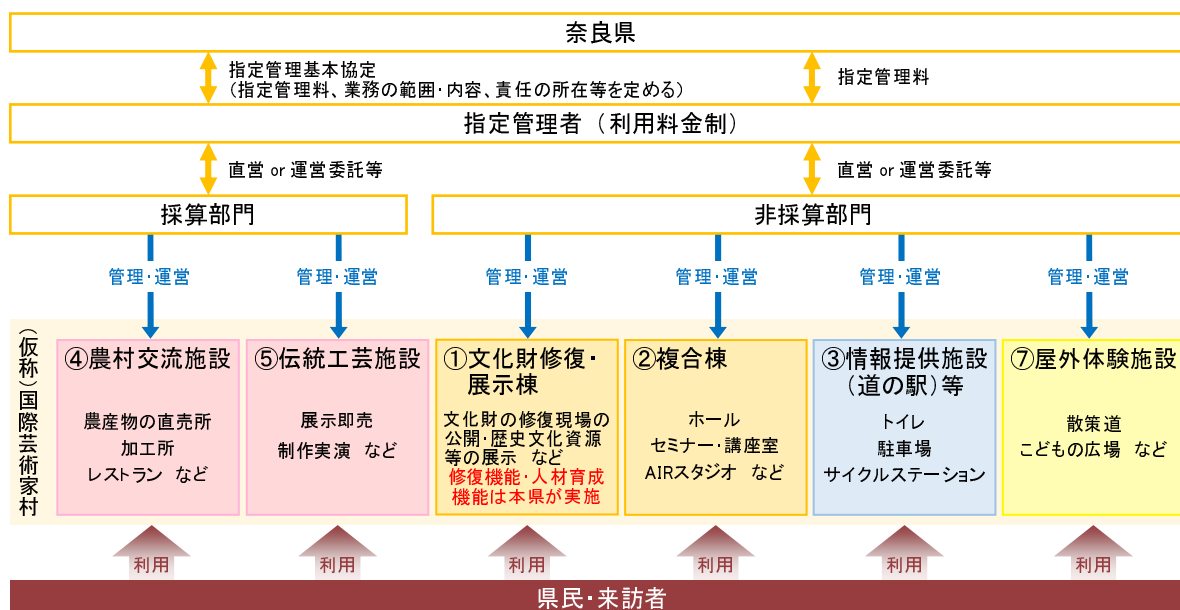 奈良県
指定管理基本協定
（指定管理料、業務の範囲・内容、責任の所在等を定める）
指定管理料
指定管理者（利用料金制）
直営 or 運営委託等
直営 or 運営委託等
採算部門
非採算部門
管理・運営
管理・運営
管理・運営
管理・運営
管理・運営
管理・運営
（仮称）国際芸術家村
④農村交流施設
農産物の直売所
加工所
レストラン など
⑤伝統工芸施設
展示即売
制作実演 など
①文化財修復・
展示棟
文化財の修復現場の
公開・歴史文化資源
等の展示 など
修復機能・人材育成
機能は本県が実施
②複合棟
ホール
セミナー・講座室
AIRスタジオ など
③情報提供施設
（道の駅）等
トイレ
駐車場
サイクルステーション
⑦屋外体験施設
散策道
こどもの広場 など
利用
利用
利用
利用
利用
利用
県民・来訪者